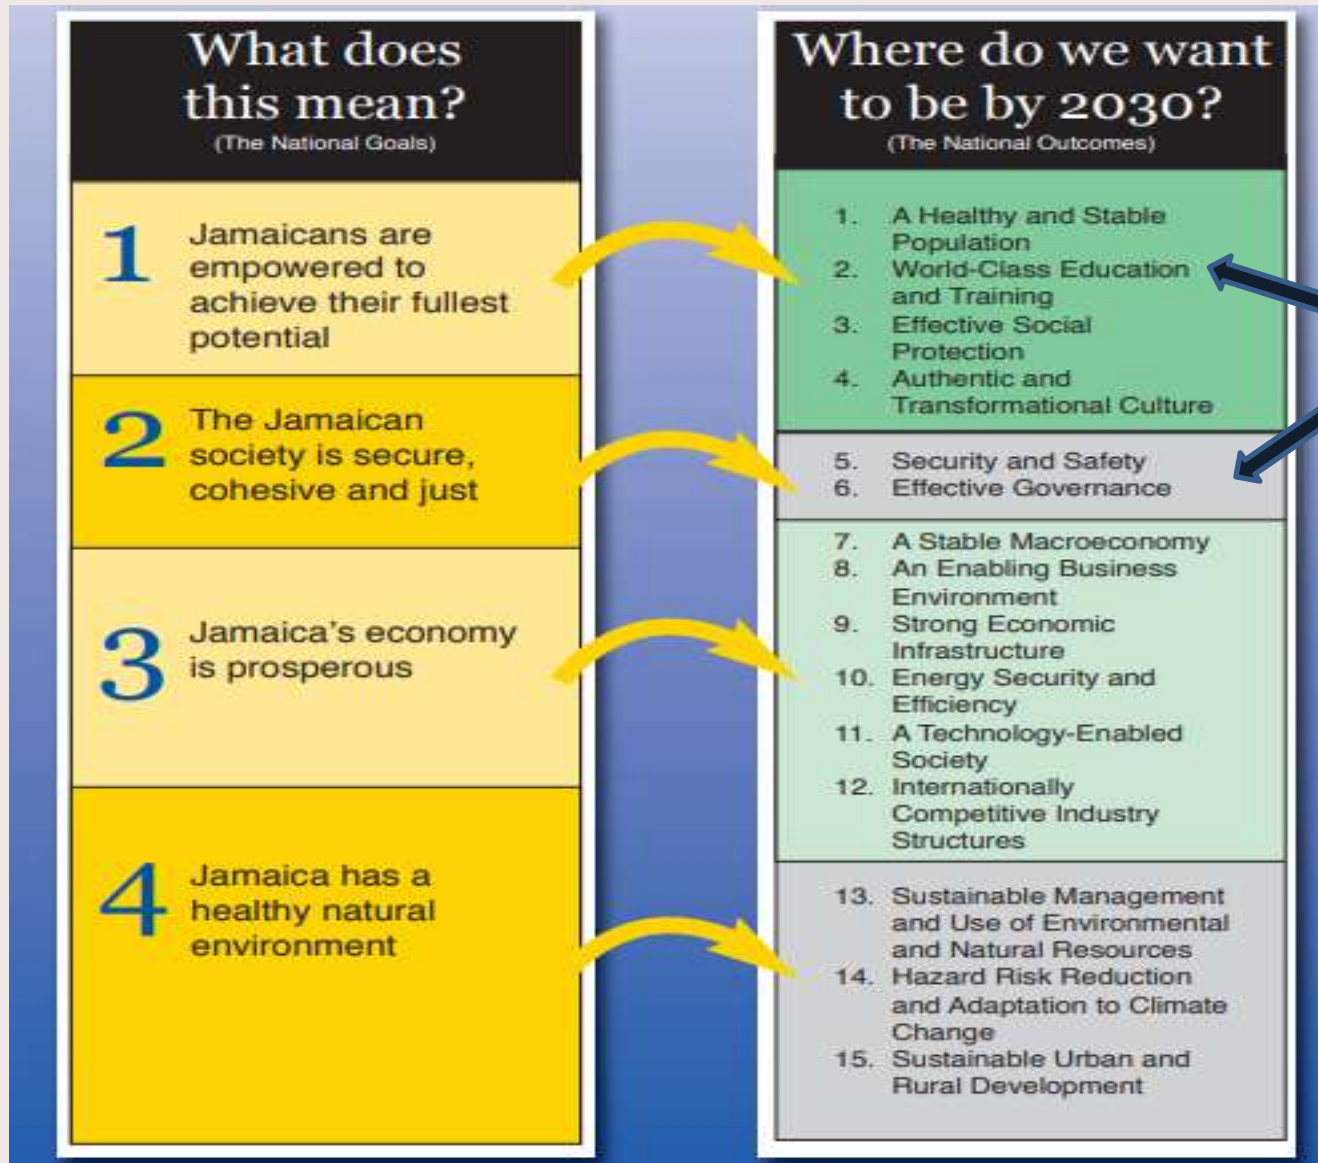 What does
this mean?
(The National Goals)
1 Jamaicans are
empowered to
achieve their fullest
potential
2 The Jamaican
society is secure,
cohesive and just
3 Jamaica's economy
is prosperous
4 Jamaica has a
healthy natural
environment
Where do we want
to be by 2030?
(The National Outcomes)
1. A Healthy and Stable
Population
2. World-Class Education
and Training
3. Effective Social
Protection
4. Authentic and
Transformational Culture
5. Security and Safety
6. Effective Governance
7. A Stable Macroeconomy
8. An Enabling Business
Environment
9. Strong Economic
Infrastructure
10. Energy Security and
Efficiency
11. A Technology-Enabled
Society
12. Internationally
Competitive Industry
Structures
13. Sustainable Management
and Use of Environmental
and Natural Resources
14. Hazard Risk Reduction
and Adaptation to Climate
Change
15. Sustainable Urban and
Rural Development